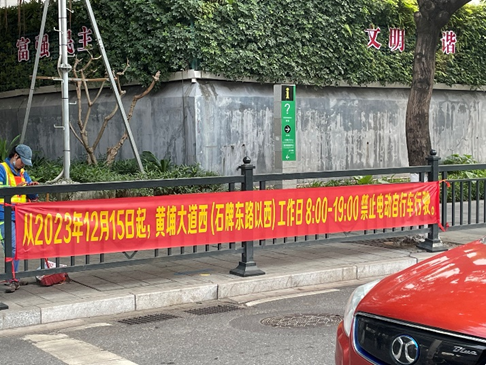 富强 民主
文明 谐
?
从2023年12月15日起，黄埔大道西（石牌东路以西）工作日8:00-19:00禁止电动自行车行驶。
Blue